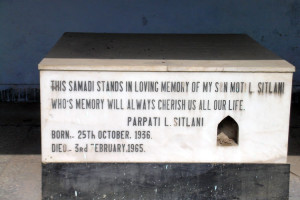 THIS SAMADI STANDS IN LOVING MEMORY OF MY SON MOTI L. SITLANI
WHO'S MEMORY WILL ALWAYS CHERISH US ALL OUR LIFE.
PARPATI L. SITLANI
BORN.. 25TH OCTOBER, 1936.
DIED.. 3rd FEBRUARY, 1965.